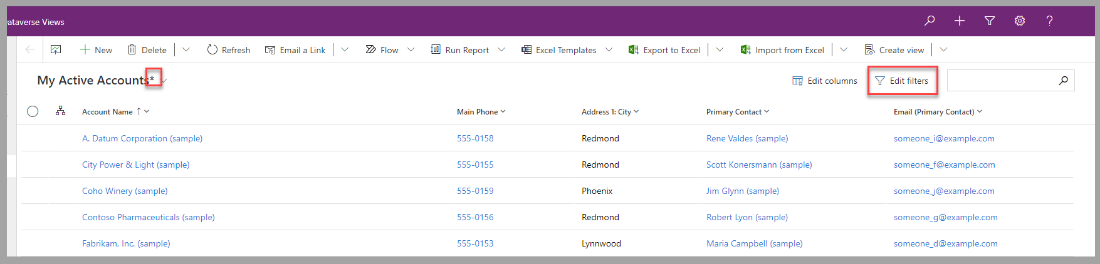 ataverse Views
New Delete Refresh Email a Link Flow Run Report Excel Templates Export to Excel Import from Excel Create view
My Active Accounts* Edit columns Edit filters
Account Name ↑ Main Phone Address 1: City Primary Contact Email (Primary Contact)
A. Datum Corporation (sample) 555-0158 Redmond Rene Valdes (sample) someone_i@example.com
City Power & Light (sample) 555-0155 Redmond Scott Konersmann (sample) someone_f@example.com
Coho Winery (sample) 555-0159 Phoenix Jim Glynn (sample) someone_j@example.com
Contoso Pharmaceuticals (sample) 555-0156 Redmond Robert Lyon (sample) someone_g@example.com
Fabrikam, Inc. (sample) 555-0153 Lynnwood Maria Campbell (sample) someone_d@example.com